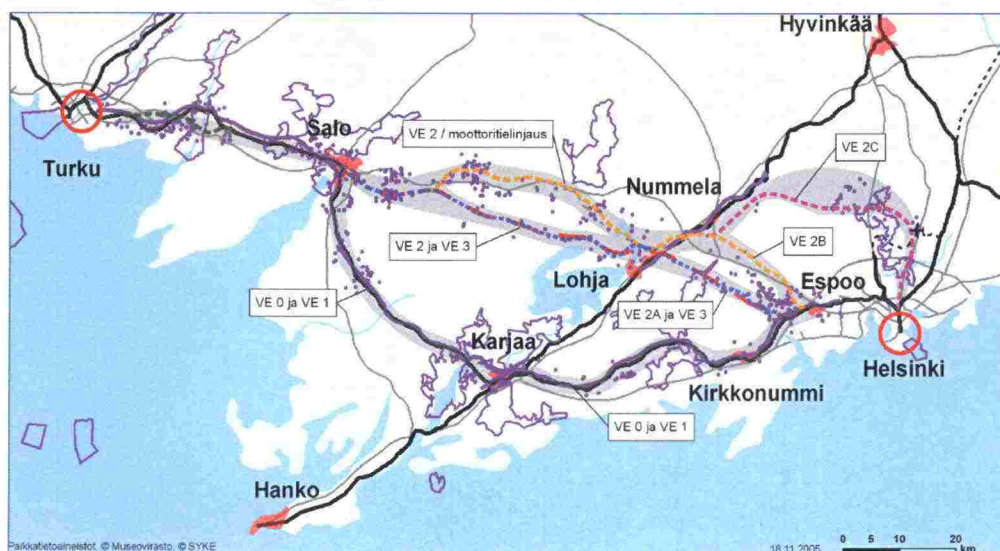 Hyvinkää
Turku
Salo
VE 2 / moottoritielinjaus
VE 2C
Nummela
VE 2 ja VE 3
VE 2B
Lohja
Espoo
VE 0 ja VE 1
VE 2A ja VE 3
Karjaa
Helsinki
Kirkkonummi
VE 0 ja VE 1
Hanko
Paikkatietoaineistot, © Museovirasto, © SYKE
18.11.2005
0 5 10 20
km